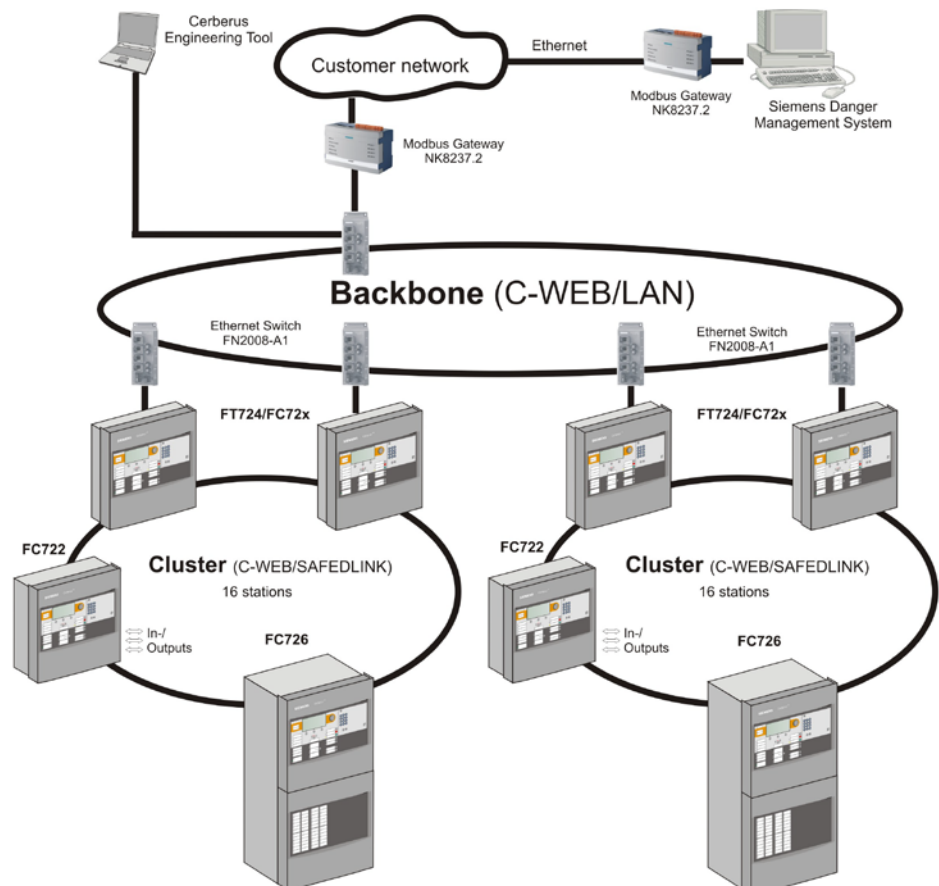 Cerberus
Engineering Tool
Customer network
Ethernet
Modbus Gateway
NK8237.2
Siemens Danger
Management System
Modbus Gateway
NK8237.2
Backbone (C-WEB/LAN)
Ethernet Switch
FN2008-A1
Ethernet Switch
FN2008-A1
FT724/FC72x
FT724/FC72x
FC722
Cluster (C-WEB/SAFEDLINK)
16 stations
In-/
Outputs
FC726
FC722
Cluster (C-WEB/SAFEDLINK)
16 stations
In-/
Outputs
FC726